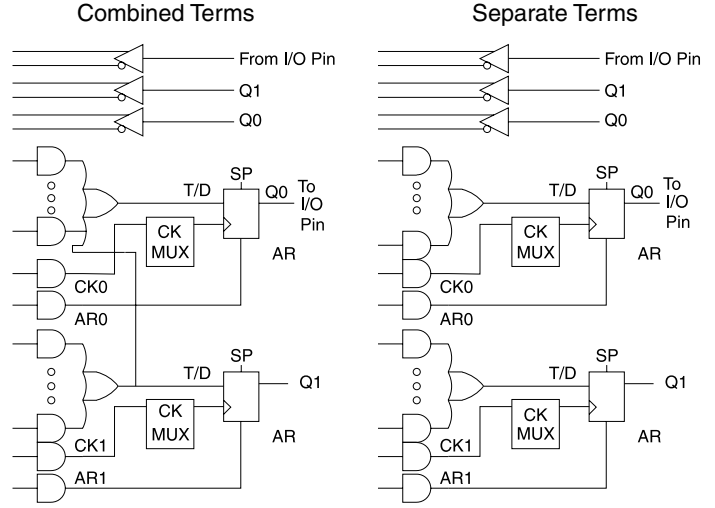 Combined Terms
From I/O Pin
Q1
Q0
SP
T/D
Q0
To
I/O
Pin
CK
MUX
AR
CK0
AR0
SP
T/D
Q1
CK
MUX
AR
CK1
AR1
Separate Terms
From I/O Pin
Q1
Q0
SP
T/D
Q0
To
I/O
Pin
CK
MUX
AR
CK0
AR0
SP
T/D
Q1
CK
MUX
AR
CK1
AR1